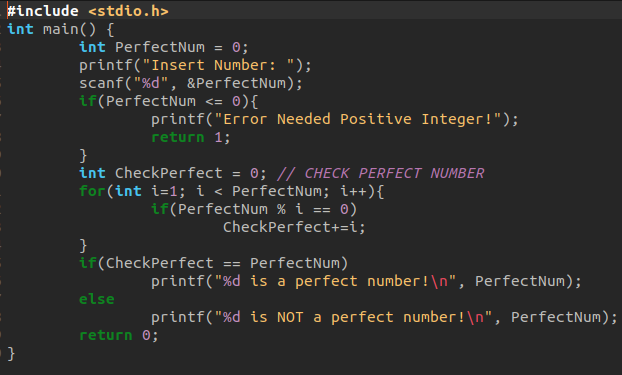 #include <stdio.h>
int main() {
        int PerfectNum = 0;
        printf("Insert Number: ");
        scanf("%d", &PerfectNum);
        if(PerfectNum <= 0){
                printf("Error Needed Positive Integer!");
                return 1;
        }
        int CheckPerfect = 0; // CHECK PERFECT NUMBER
        for(int i=1; i < PerfectNum; i++){
                if(PerfectNum % i == 0)
                        CheckPerfect+=i;
        }
        if(CheckPerfect == PerfectNum)
                printf("%d is a perfect number!\n", PerfectNum);
        else
                printf("%d is NOT a perfect number!\n", PerfectNum);
        return 0;
}